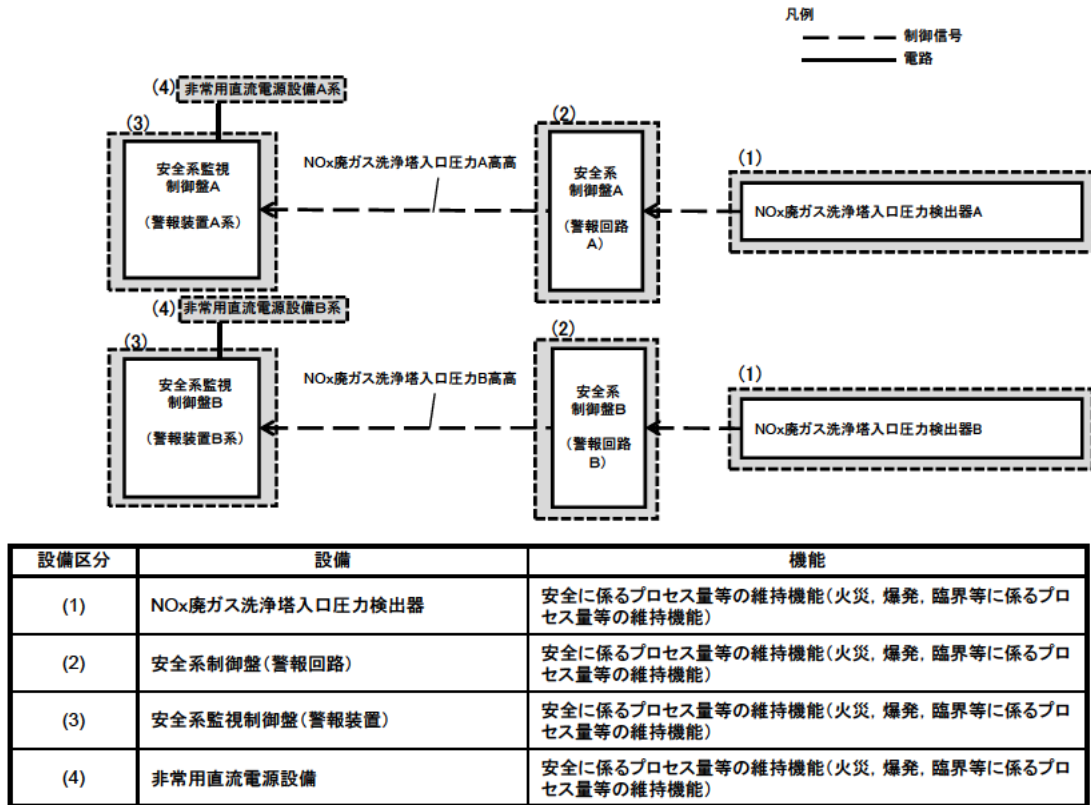 凡例
制御信号
電路
(4) 非常用直流電源設備A系
(3)
安全系監視
制御盤A
(警報装置A系)
NOx廃ガス洗浄塔入口圧力A高高
(2)
安全系
制御盤A
(警報回路
A)
(1)
NOx廃ガス洗浄塔入口圧力検出器A
(4) 非常用直流電源設備B系
(3)
安全系監視
制御盤B
(警報装置B系)
NOx廃ガス洗浄塔入口圧力B高高
(2)
安全系
制御盤B
(警報回路
B)
(1)
NOx廃ガス洗浄塔入口圧力検出器B
設備区分 設備 機能
(1) NOx廃ガス洗浄塔入口圧力検出器 安全に係るプロセス量等の維持機能(火災, 爆発, 臨界等に係るプロ
セス量等の維持機能)
(2) 安全系制御盤(警報回路) 安全に係るプロセス量等の維持機能(火災, 爆発, 臨界等に係るプロ
セス量等の維持機能)
(3) 安全系監視制御盤(警報装置) 安全に係るプロセス量等の維持機能(火災, 爆発, 臨界等に係るプロ
セス量等の維持機能)
(4) 非常用直流電源設備 安全に係るプロセス量等の維持機能(火災, 爆発, 臨界等に係るプロ
セス量等の維持機能)